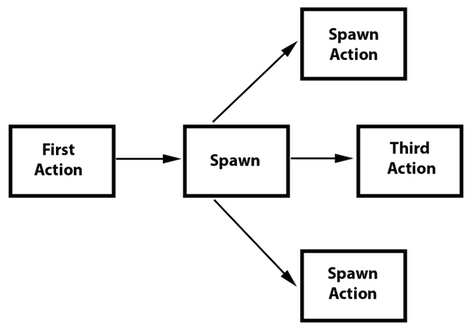 Spawn
Action
First
Action
Spawn
Third
Action
Spawn
Action